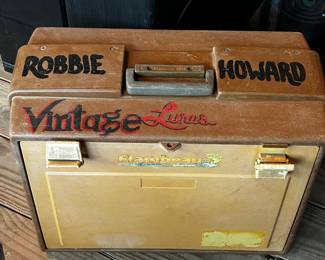 ROBBIE HOWARD
Vintage Lures
Flambeau